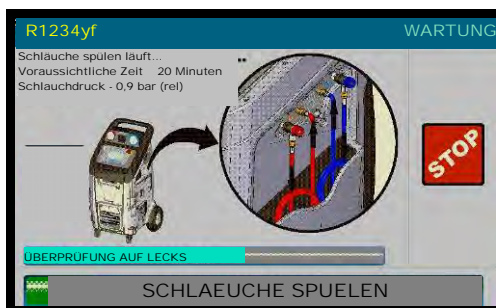 R1234yf WARTUNG
Schläuche spülen läuft...
Voraussichtliche Zeit 20 Minuten
Schlauchdruck - 0,9 bar (rel)
STOP
ÜBERPRÜFUNG AUF LECKS
SCHLAEUCHE SPUELEN